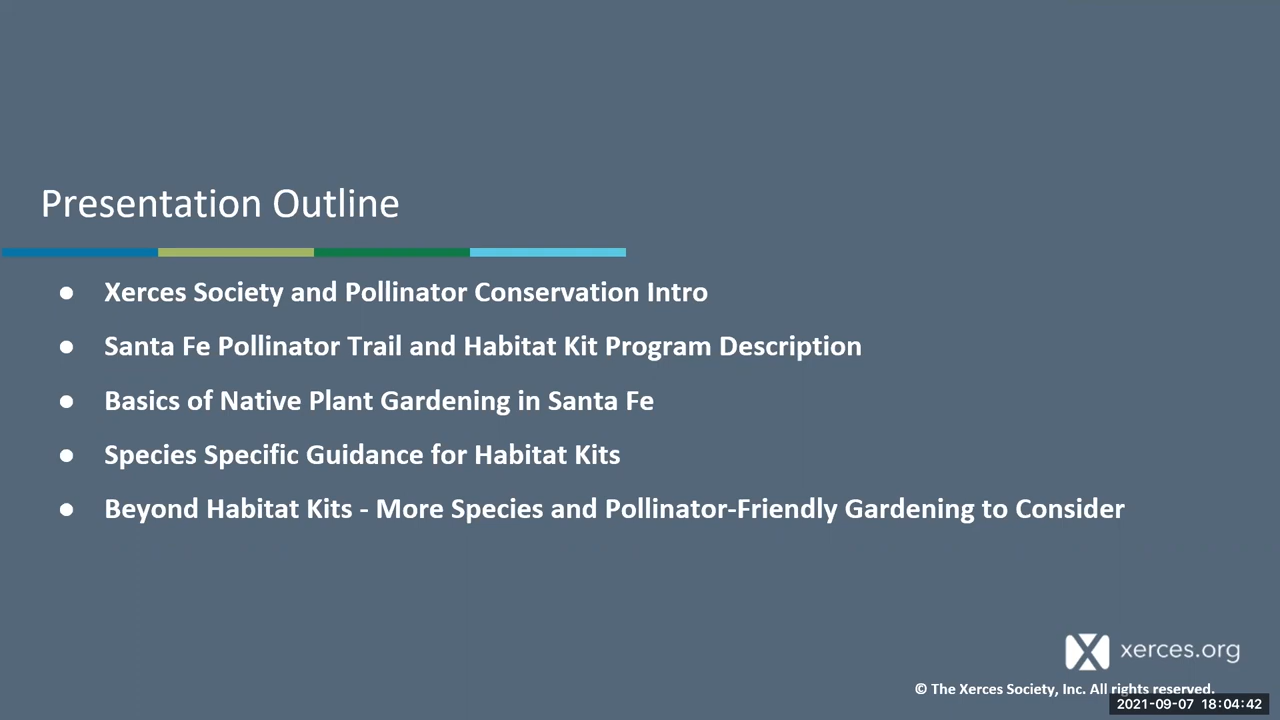 Presentation Outline
● Xerces Society and Pollinator Conservation Intro
● Santa Fe Pollinator Trail and Habitat Kit Program Description
● Basics of Native Plant Gardening in Santa Fe
● Species Specific Guidance for Habitat Kits
● Beyond Habitat Kits - More Species and Pollinator-Friendly Gardening to Consider
xerces.org
© The Xerces Society, Inc. All rights reserved.
2021-09-07 18:04:42